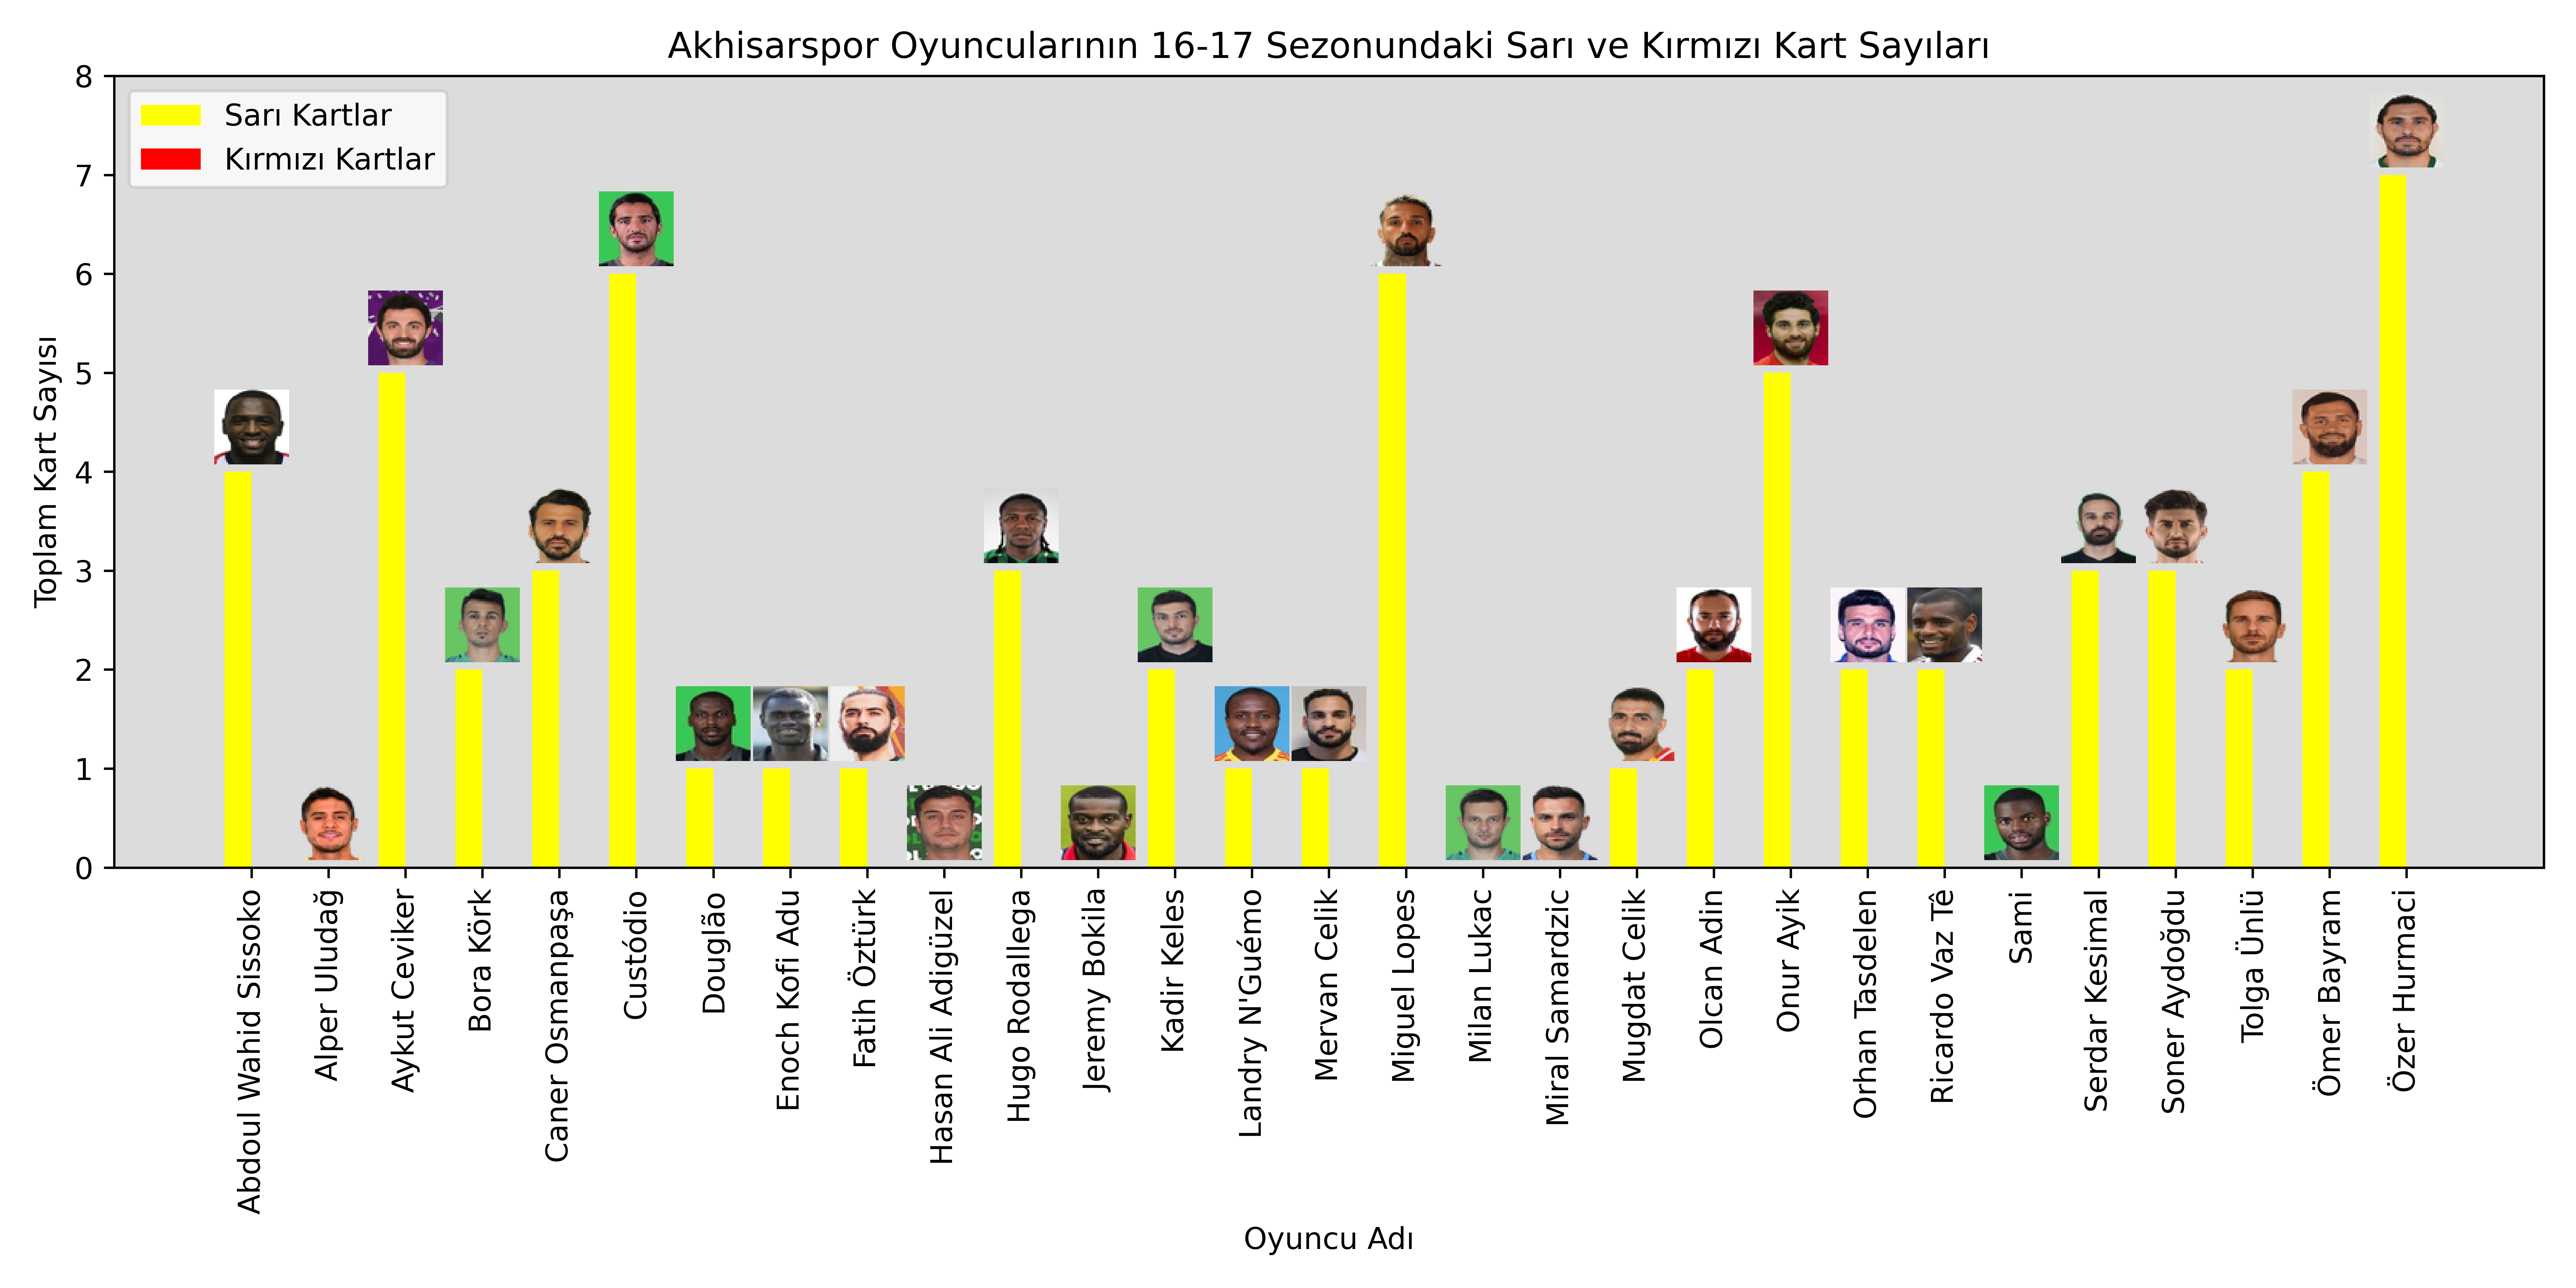 Akhisarspor Oyuncularının 16-17 Sezonundaki Sarı ve Kırmızı Kart Sayıları
Sarı Kartlar
Kırmızı Kartlar
Toplam Kart Sayısı
8
7
6
5
4
3
2
1
0
Abdoul Wahid Sissoko
Alper Uludağ
Aykut Ceviker
Bora Körk
Caner Osmanpaşa
Custódio
Douglão
Enoch Kofi Adu
Fatih Öztürk
Hasan Ali Adigüzel
Hugo Rodallega
Jeremy Bokila
Kadir Keles
Landry N'Guémo
Mervan Celik
Miguel Lopes
Milan Lukac
Miral Samardzic
Mugdat Celik
Olcan Adin
Onur Ayik
Orhan Tasdelen
Ricardo Vaz Tê
Sami
Serdar Kesimal
Soner Aydoğdu
Tolga Ünlü
Ömer Bayram
Özer Hurmaci
Oyuncu Adı